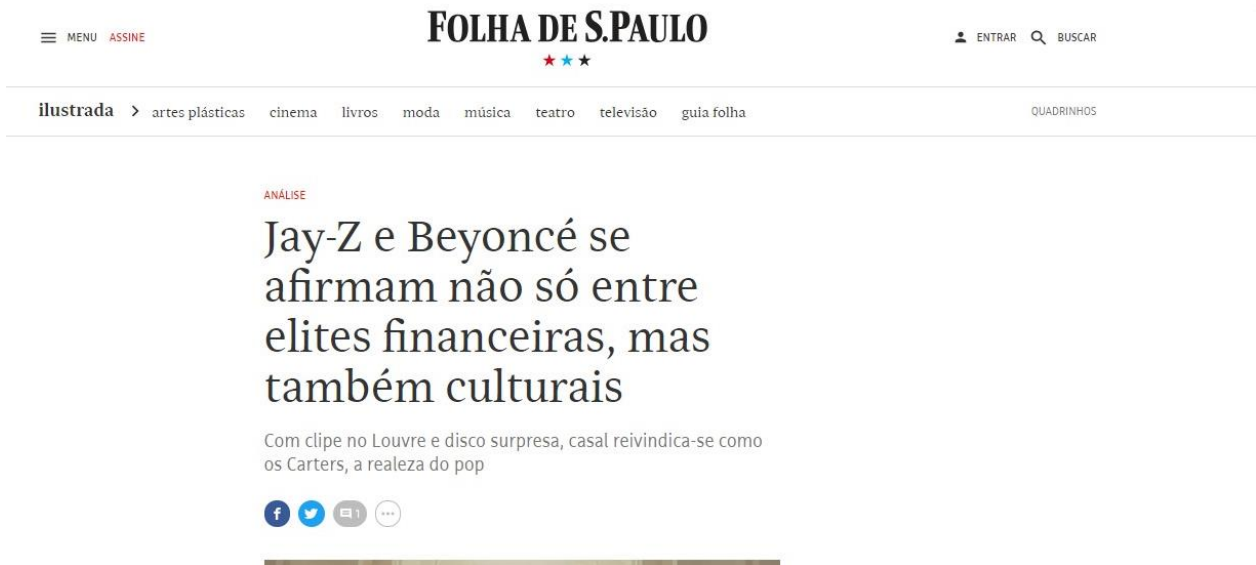 MENU ASSINE
FOLHA DE S.PAULO
ENTRAR BUSCAR
ilustrada > artes plásticas cinema livros moda música teatro televisão guia folha QUADRINHOS
ANÁLISE
Jay-Z e Beyoncé se
afirmam não só entre
elites financeiras, mas
também culturais
Com clipe no Louvre e disco surpresa, casal reivindica-se como
os Carters, a realeza do pop
f
1